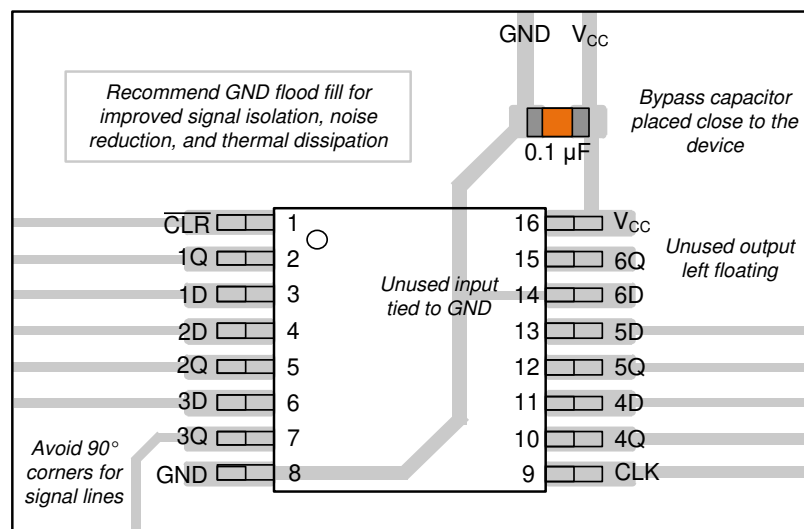 GND VCC
Recommend GND flood fill for
improved signal isolation, noise
reduction, and thermal dissipation
Bypass capacitor
placed close to the
device
0.1 µF
CLR 1 16 VCC
1Q 2 15 6Q
Unused output
left floating
1D 3 14 6D
Unused input
tied to GND
2D 4 13 5D
2Q 5 12 5Q
3D 6 11 4D
3Q 7 10 4Q
GND 8 9 CLK
Avoid 90°
corners for
signal lines